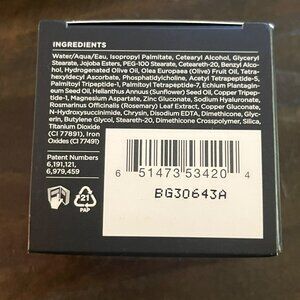 INGREDIENTS
Water/Aqua/Eau, Isopropyl Palmitate, Cetearyl Alcohol, Glyceryl
Stearate, Jojoba Esters, PEG-100 Stearate, Ceteareth-20, Benzyl Alco-
hol, Hydrogenated Olive Oil, Olea Europaea (Olive) Fruit Oil, Tetra-
hexyldecyl Ascorbate, Phosphatidylcholine, Acetyl Tetrapeptide-5,
Palmitoyl Tripeptide-1, Palmitoyl Tetrapeptide-7, Echium Plantagin-
eum Seed Oil, Helianthus Annuus (Sunflower) Seed Oil, Copper Tripep-
tide-1, Magnesium Aspartate, Zinc Gluconate, Sodium Hyaluronate,
Rosmarinus Officinalis (Rosemary) Leaf Extract, Copper Gluconate,
N-Hydroxysuccinimide, Chrysin, Disodium EDTA, Dimethicone, Glyc-
erin, Butylene Glycol, Steareth-20, Dimethicone Crosspolymer, Silica,
Titanium Dioxide
(CI 77891), Iron
Oxides (CI 77491)
Patent Numbers
6,191,121,
6,979,459
21
PAP
6 51473 53420 4
BG30643A